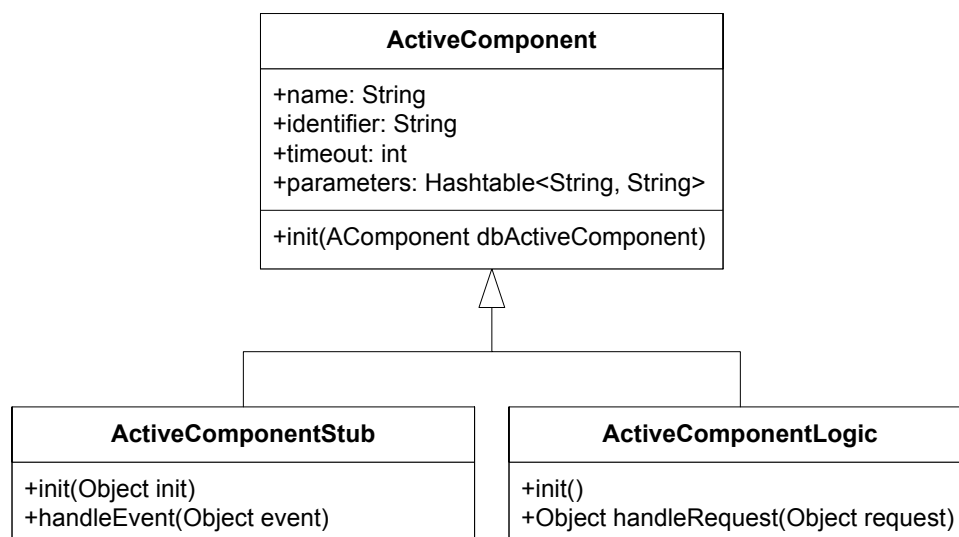 ActiveComponent
+name: String
+identifier: String
+timeout: int
+parameters: Hashtable<String, String>
+init(AComponent dbActiveComponent)
ActiveComponentStub
+init(Object init)
+handleEvent(Object event)
ActiveComponentLogic
+init()
+Object handleRequest(Object request)